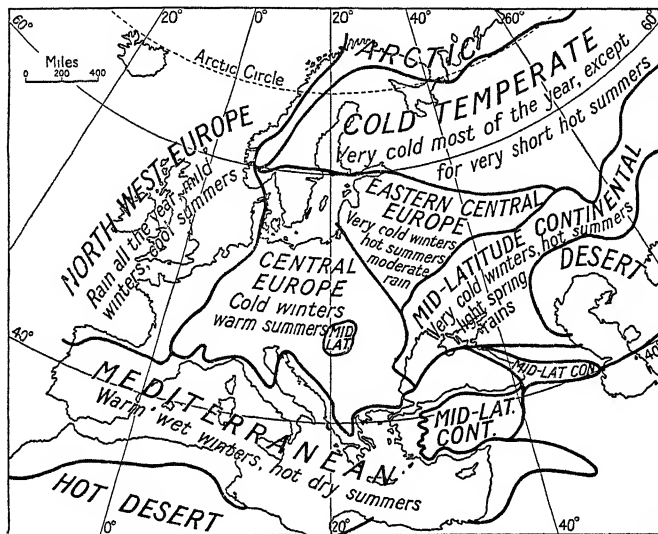 60°
0°
20°
40°
260°
60°
Miles
0 200 400
Arctic Circle
ARCTIC
COLD TEMPERATE
Very cold most of the year, except
for very short hot summers
NORTH WEST EUROPE
Rain all the year, mild
winters, cool summers
EASTERN CENTRAL
EUROPE
Very cold winters
hot summers
moderate
rain
MID-LATITUDE CONTINENTAL
Very cold winters, hot summers
light spring
rains
DESERT
CENTRAL
EUROPE
Cold winters
warm summers
MID
LAT.
40°
40
MID-LAT CON.
MID-LAT.
CONT.
MEDITERRANEAN
Warm, wet winters, hot dry summers
HOT DESERT
0°
20°
40°